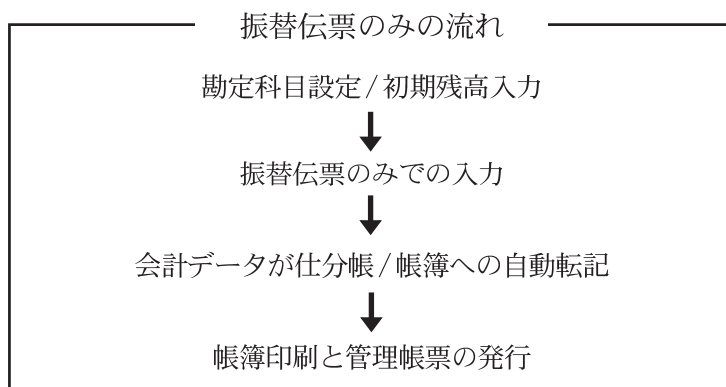 振替伝票のみの流れ
勘定科目設定/初期残高入力
振替伝票のみでの入力
会計データが仕分帳/帳簿への自動転記
帳簿印刷と管理帳票の発行